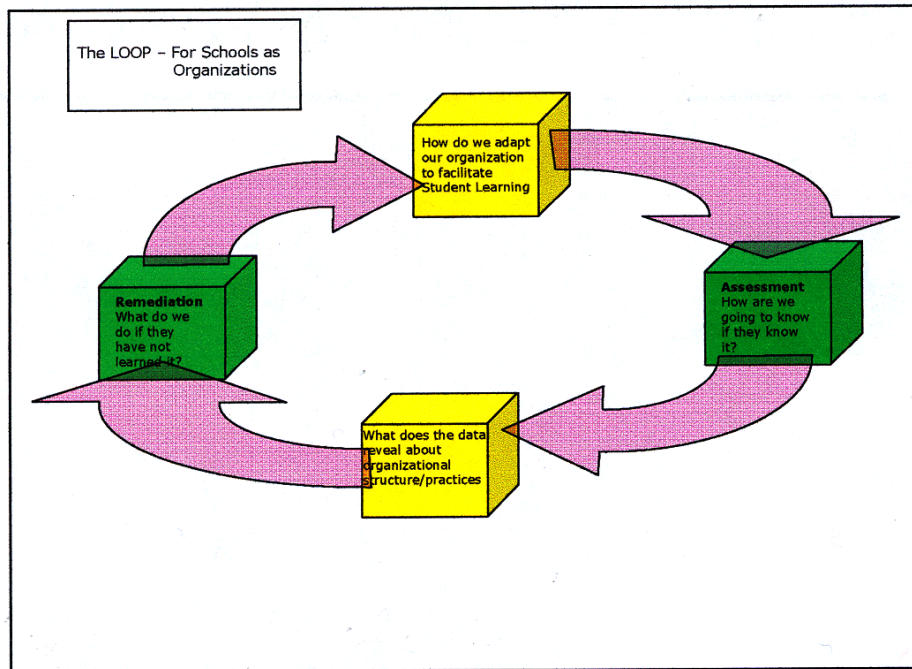 The LOOP – For Schools as
Organizations
How do we adapt
our organization
to facilitate
Student Learning
Assessment
How are we
going to know
if they know
it?
What does the data
reveal about
organizational
structure/practices
Remediation
What do we
do if they
have not
learned it?